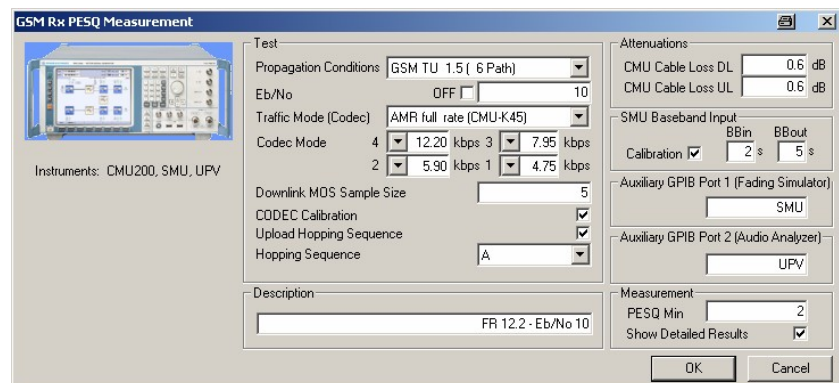 GSM Rx PESQ Measurement
Instruments: CMU200, SMU, UPV
Test
Propagation Conditions GSM TU 1.5 ( 6 Path)
Eb/No OFF 10
Traffic Mode (Codec) AMR full rate (CMU-K45)
Codec Mode 4 12.20 kbps 3 7.95 kbps
2 5.90 kbps 1 4.75 kbps
Downlink MOS Sample Size 5
CODEC Calibration
Upload Hopping Sequence
Hopping Sequence A
Description
FR 12.2 - Eb/No 10
Attenuations
CMU Cable Loss DL 0.6 dB
CMU Cable Loss UL 0.6 dB
SMU Baseband Input
BBin BBout
Calibration 2 s 5 s
Auxiliary GPIB Port 1 (Fading Simulator)
SMU
Auxiliary GPIB Port 2 (Audio Analyzer)
UPV
Measurement
PESQ Min 2
Show Detailed Results
OK Cancel